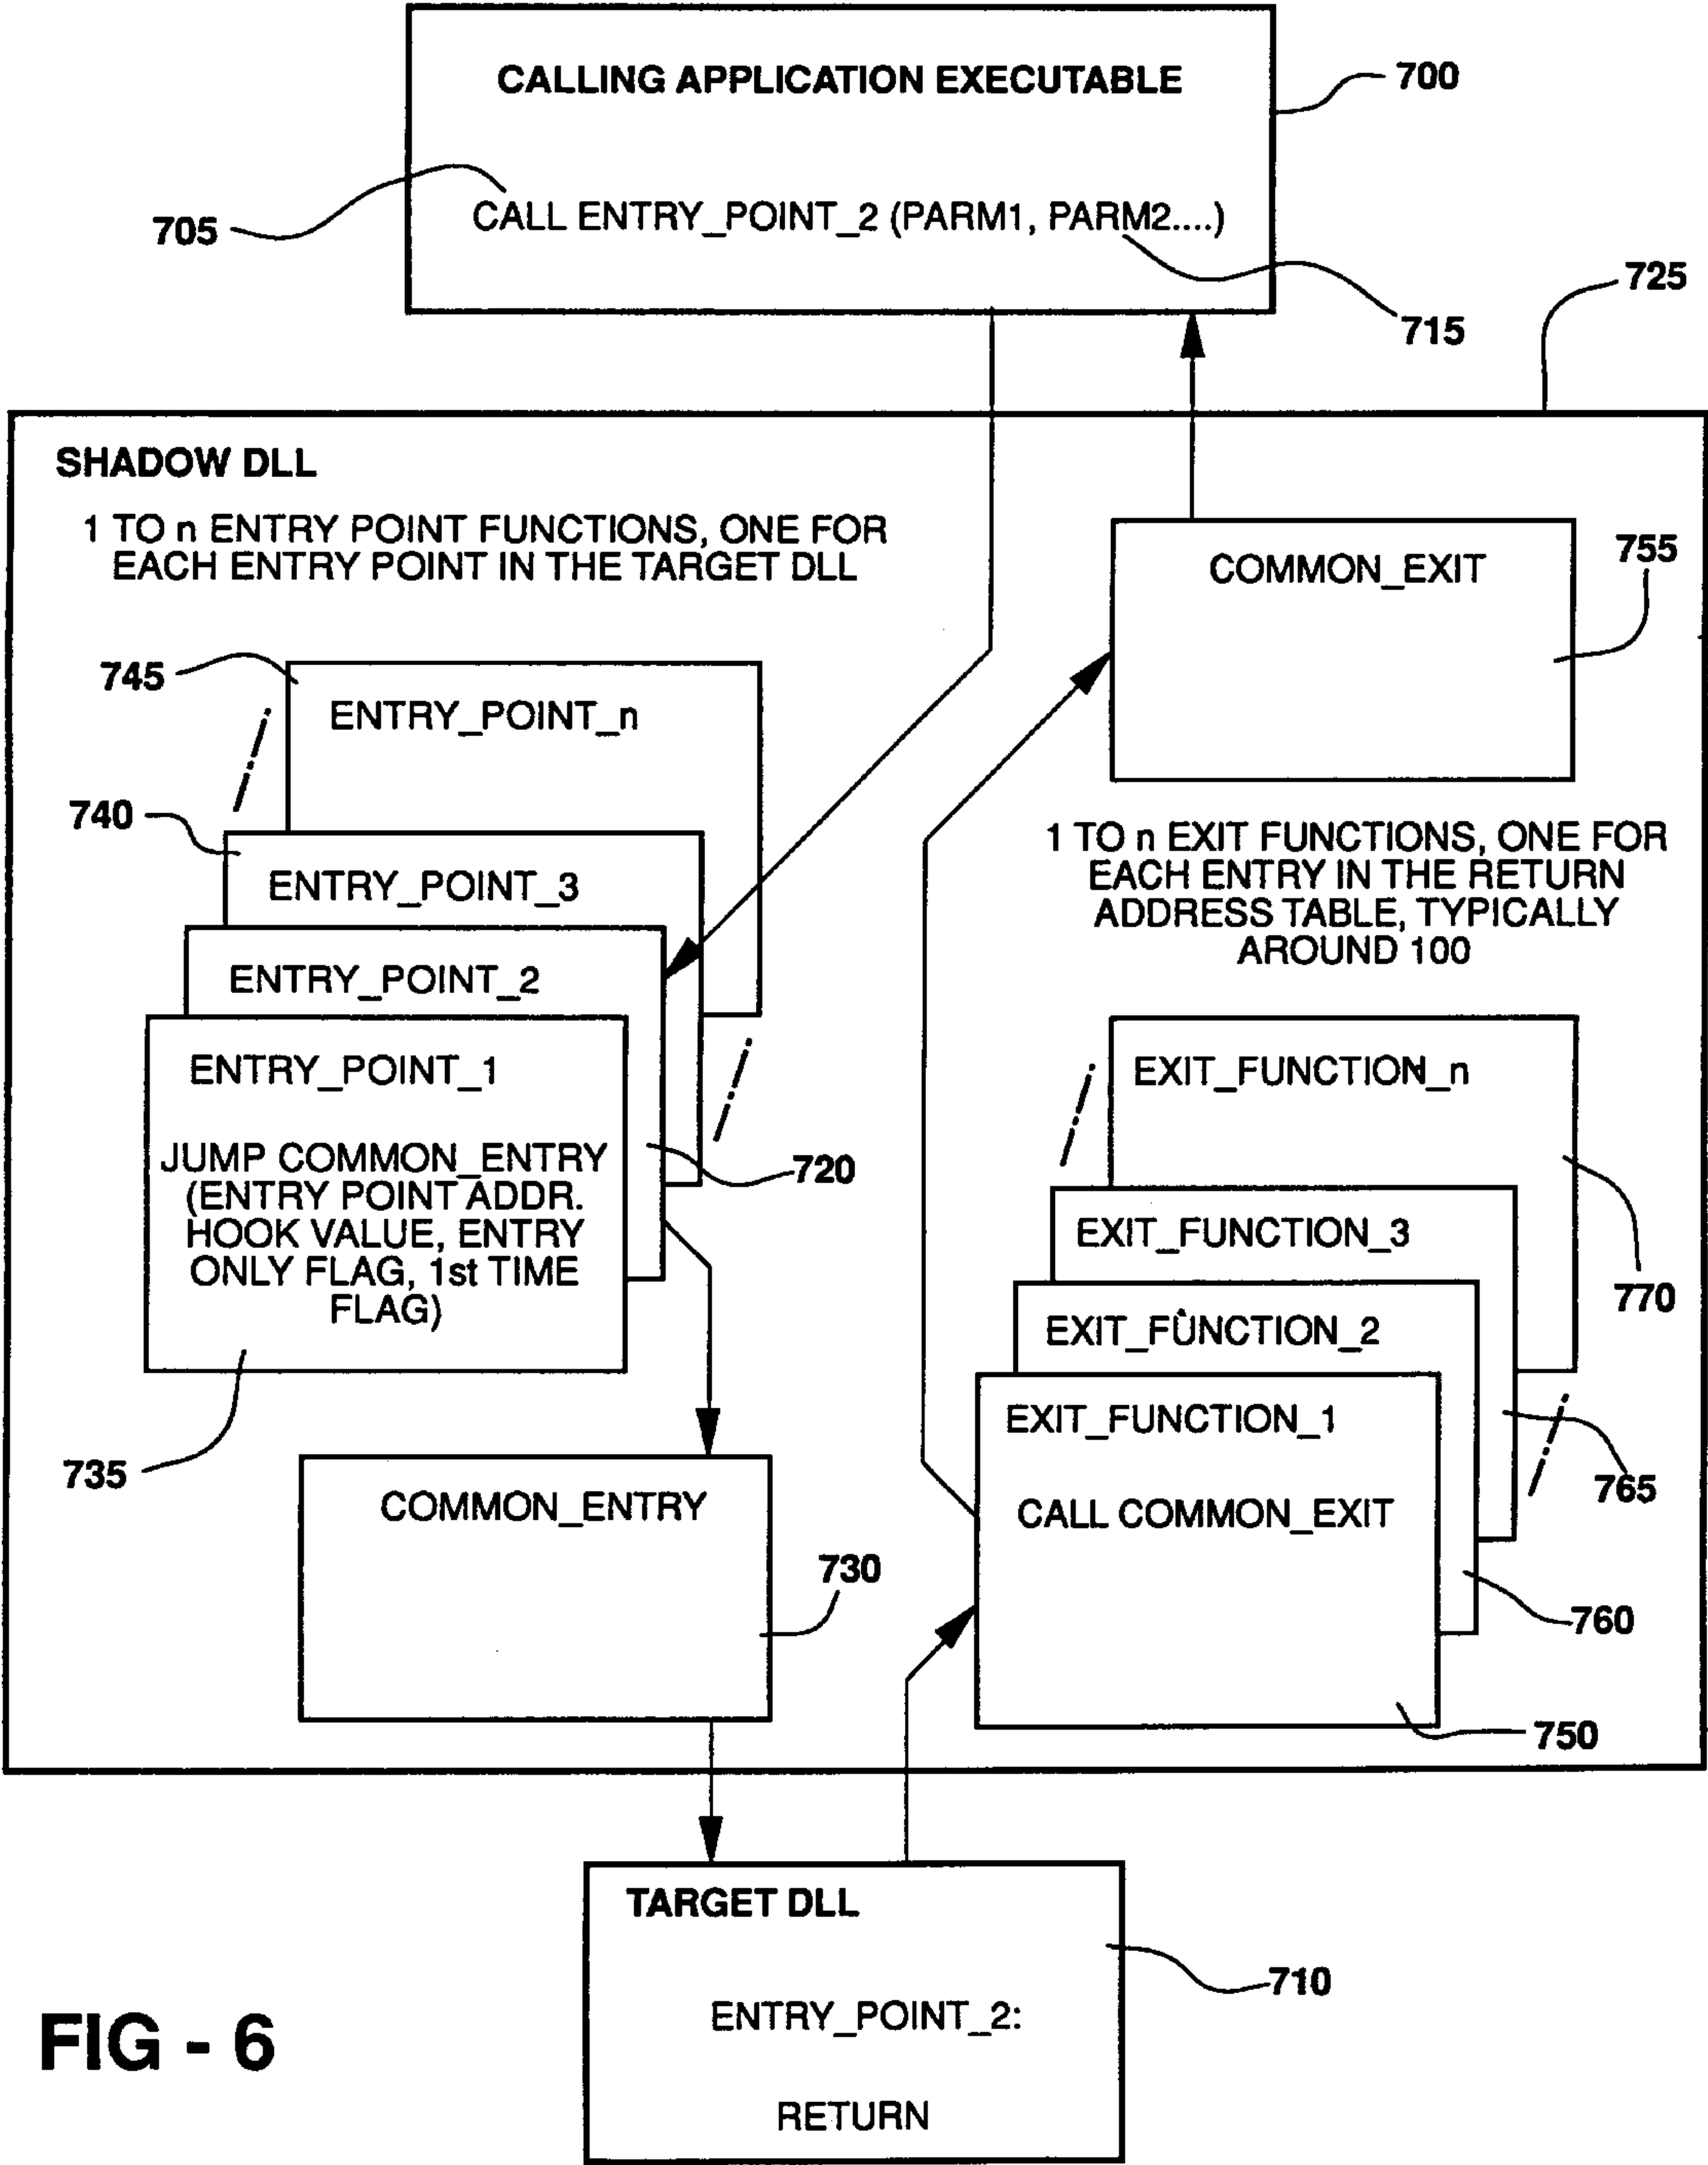 CALLING APPLICATION EXECUTABLE
700
705
CALL ENTRY_POINT_2 (PARM1, PARM2....)
715
725
SHADOW DLL
1 TO n ENTRY POINT FUNCTIONS, ONE FOR
EACH ENTRY POINT IN THE TARGET DLL
COMMON_EXIT
755
745
ENTRY_POINT_n
740
ENTRY_POINT_3
ENTRY_POINT_2
ENTRY_POINT_1
JUMP COMMON_ENTRY
(ENTRY POINT ADDR.
HOOK VALUE, ENTRY
ONLY FLAG, 1st TIME
FLAG)
720
735
COMMON_ENTRY
730
1 TO n EXIT FUNCTIONS, ONE FOR
EACH ENTRY IN THE RETURN
ADDRESS TABLE, TYPICALLY
AROUND 100
EXIT_FUNCTION_n
770
EXIT_FUNCTION_3
EXIT_FUNCTION_2
765
EXIT_FUNCTION_1
CALL COMMON_EXIT
760
750
TARGET DLL
710
ENTRY_POINT_2:
RETURN
FIG - 6